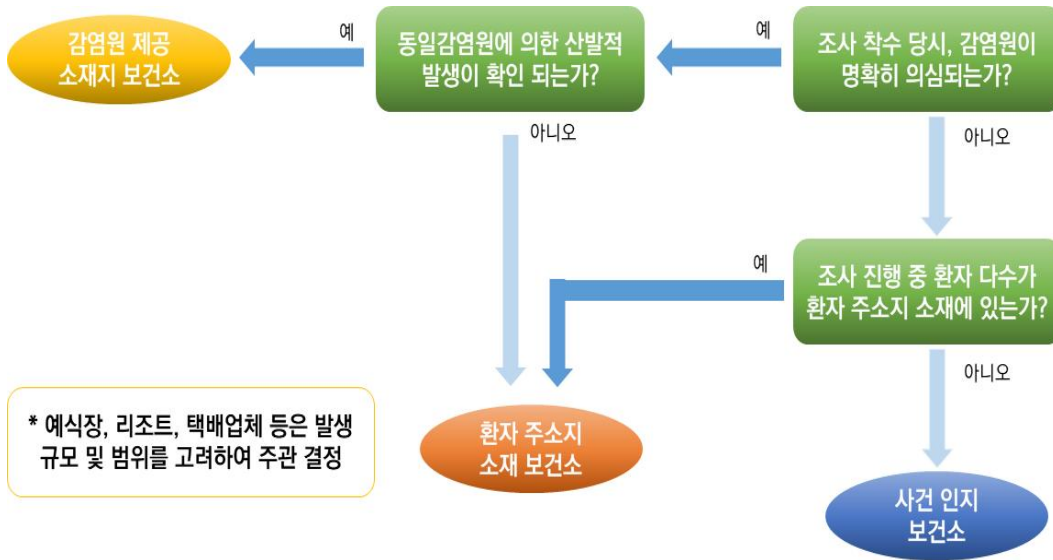 조사 착수 당시, 감염원이
명확히 의심되는가?
예
동일감염원에 의한 산발적
발생이 확인 되는가?
예
감염원 제공
소재지 보건소
아니오
아니오
조사 진행 중 환자 다수가
환자 주소지 소재에 있는가?
예
아니오
환자 주소지
소재 보건소
사건 인지
보건소
* 예식장, 리조트, 택배업체 등은 발생
규모 및 범위를 고려하여 주관 결정